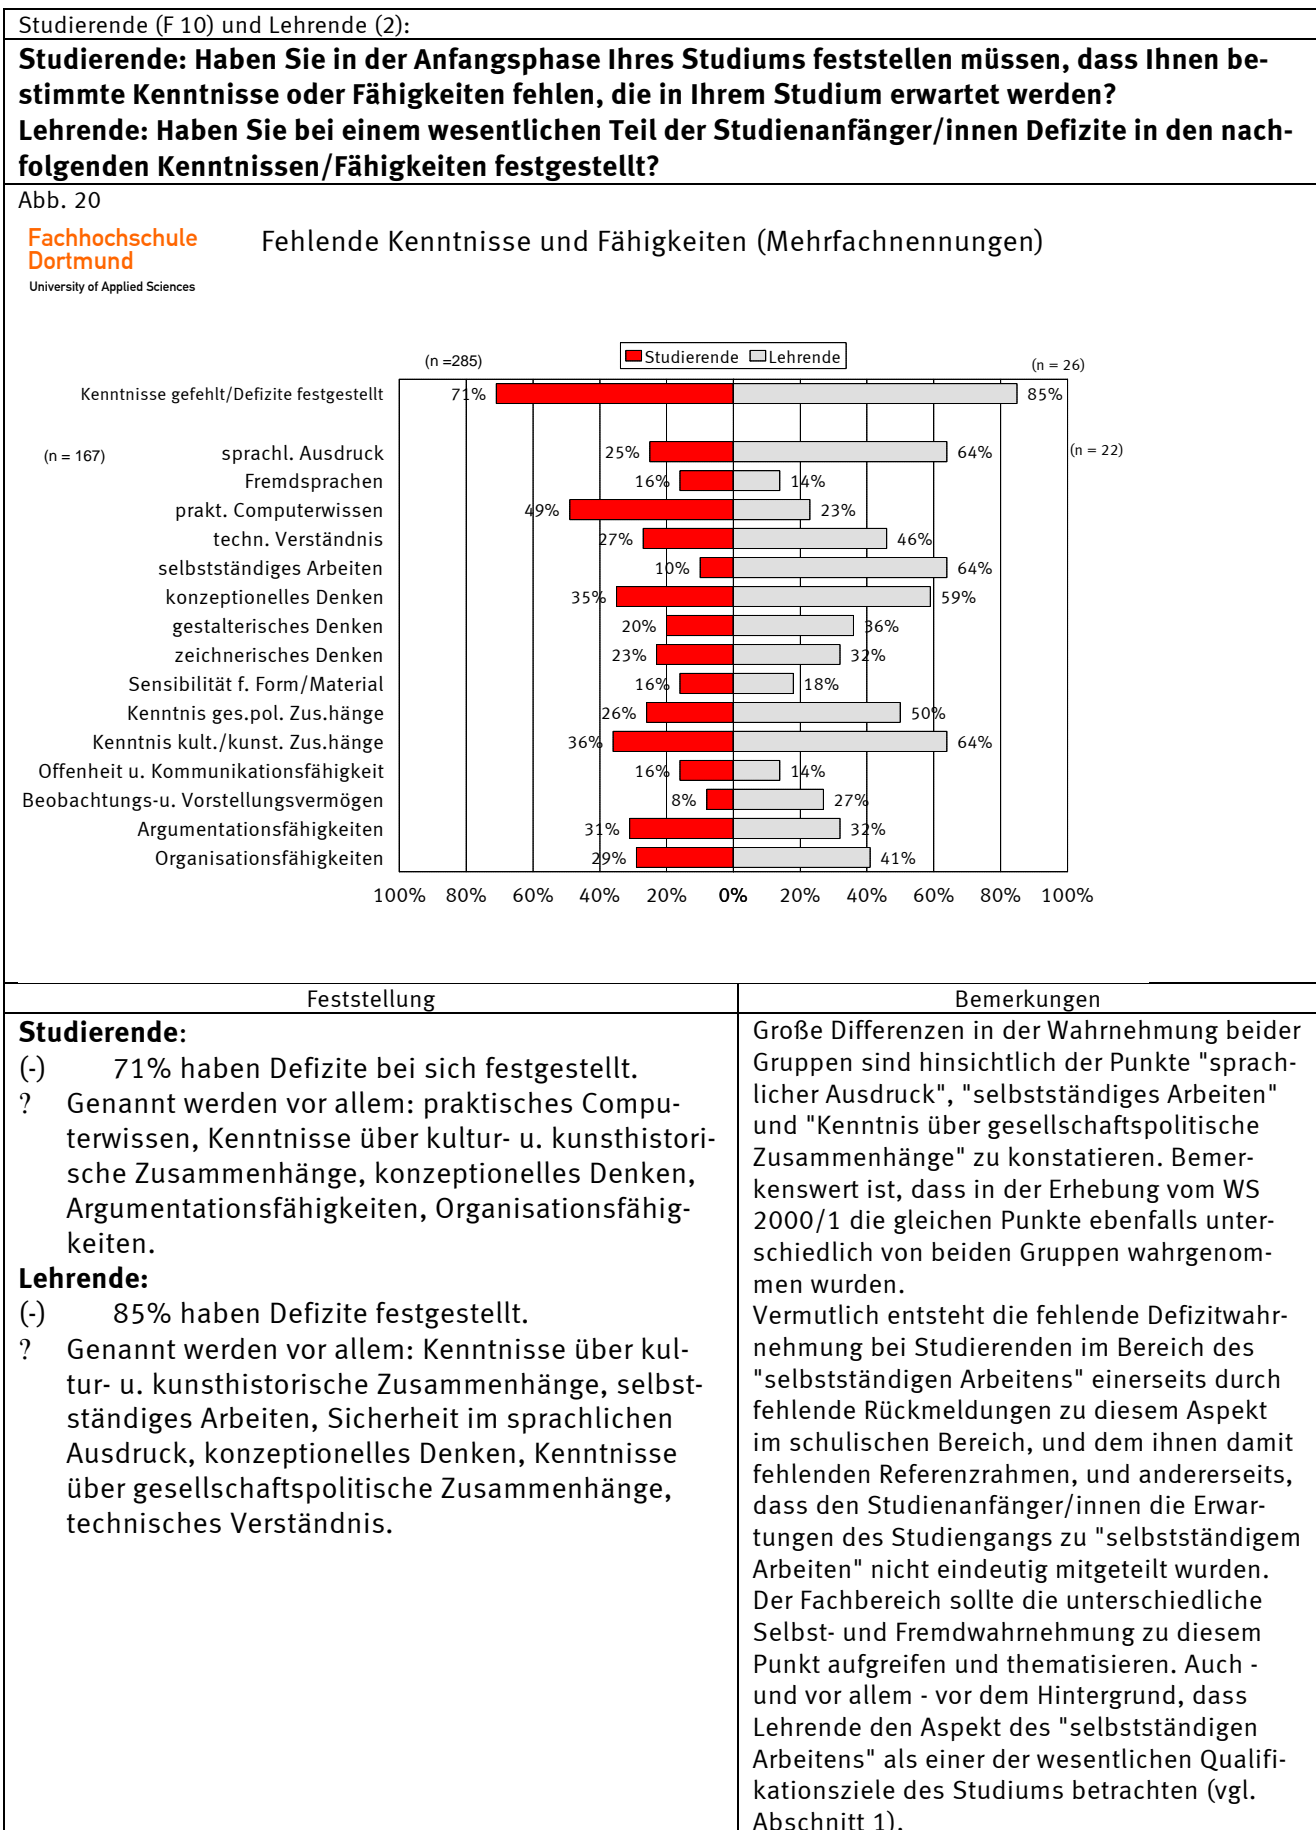 Studierende (F 10) und Lehrende (2):
Studierende: Haben Sie in der Anfangsphase Ihres Studiums feststellen müssen, dass Ihnen be-
stimmte Kenntnisse oder Fähigkeiten fehlen, die in Ihrem Studium erwartet werden?
Lehrende: Haben Sie bei einem wesentlichen Teil der Studienanfänger/innen Defizite in den nach-
folgenden Kenntnissen/Fähigkeiten festgestellt?
Abb. 20
Fachhochschule
Dortmund
University of Applied Sciences
Fehlende Kenntnisse und Fähigkeiten (Mehrfachnennungen)
(n =285) Studierende Lehrende (n = 26)
Kenntnisse gefehlt/Defizite festgestellt 71% 85%
(n = 167) sprachl. Ausdruck 25% 64% (n = 22)
Fremdsprachen 16% 14%
prakt. Computerwissen 49% 23%
techn. Verständnis 27% 46%
selbstständiges Arbeiten 10% 64%
konzeptionelles Denken 35% 59%
gestalterisches Denken 20% 36%
zeichnerisches Denken 23% 32%
Sensibilität f. Form/Material 16% 18%
Kenntnis ges.pol. Zus.hänge 26% 50%
Kenntnis kult./kunst. Zus.hänge 36% 64%
Offenheit u. Kommunikationsfähigkeit 16% 14%
Beobachtungs-u. Vorstellungsvermögen 8% 27%
Argumentationsfähigkeiten 31% 32%
Organisationsfähigkeiten 29% 41%
100% 80% 60% 40% 20% 0% 20% 40% 60% 80% 100%
Feststellung
Studierende:
(-) 71% haben Defizite bei sich festgestellt.
? Genannt werden vor allem: praktisches Compu-
terwissen, Kenntnisse über kultur- u. kunsthistori-
sche Zusammenhänge, konzeptionelles Denken,
Argumentationsfähigkeiten, Organisationsfähig-
keiten.
Lehrende:
(-) 85% haben Defizite festgestellt.
? Genannt werden vor allem: Kenntnisse über kul-
tur- u. kunsthistorische Zusammenhänge, selbst-
ständiges Arbeiten, Sicherheit im sprachlichen
Ausdruck, konzeptionelles Denken, Kenntnisse
über gesellschaftspolitische Zusammenhänge,
technisches Verständnis.
Bemerkungen
Große Differenzen in der Wahrnehmung beider
Gruppen sind hinsichtlich der Punkte "sprach-
licher Ausdruck", "selbstständiges Arbeiten"
und "Kenntnis über gesellschaftspolitische
Zusammenhänge" zu konstatieren. Bemer-
kenswert ist, dass in der Erhebung vom WS
2000/1 die gleichen Punkte ebenfalls unter-
schiedlich von beiden Gruppen wahrgenom-
men wurden.
Vermutlich entsteht die fehlende Defizitwahr-
nehmung bei Studierenden im Bereich des
"selbstständigen Arbeitens" einerseits durch
fehlende Rückmeldungen zu diesem Aspekt
im schulischen Bereich, und dem ihnen damit
fehlenden Referenzrahmen, und andererseits,
dass den Studienanfänger/innen die Erwar-
tungen des Studiengangs zu "selbstständigem
Arbeiten" nicht eindeutig mitgeteilt wurden.
Der Fachbereich sollte die unterschiedliche
Selbst- und Fremdwahrnehmung zu diesem
Punkt aufgreifen und thematisieren. Auch -
und vor allem - vor dem Hintergrund, dass
Lehrende den Aspekt des "selbstständigen
Arbeitens" als einer der wesentlichen Qualifi-
kationsziele des Studiums betrachten (vgl.
Abschnitt 1).